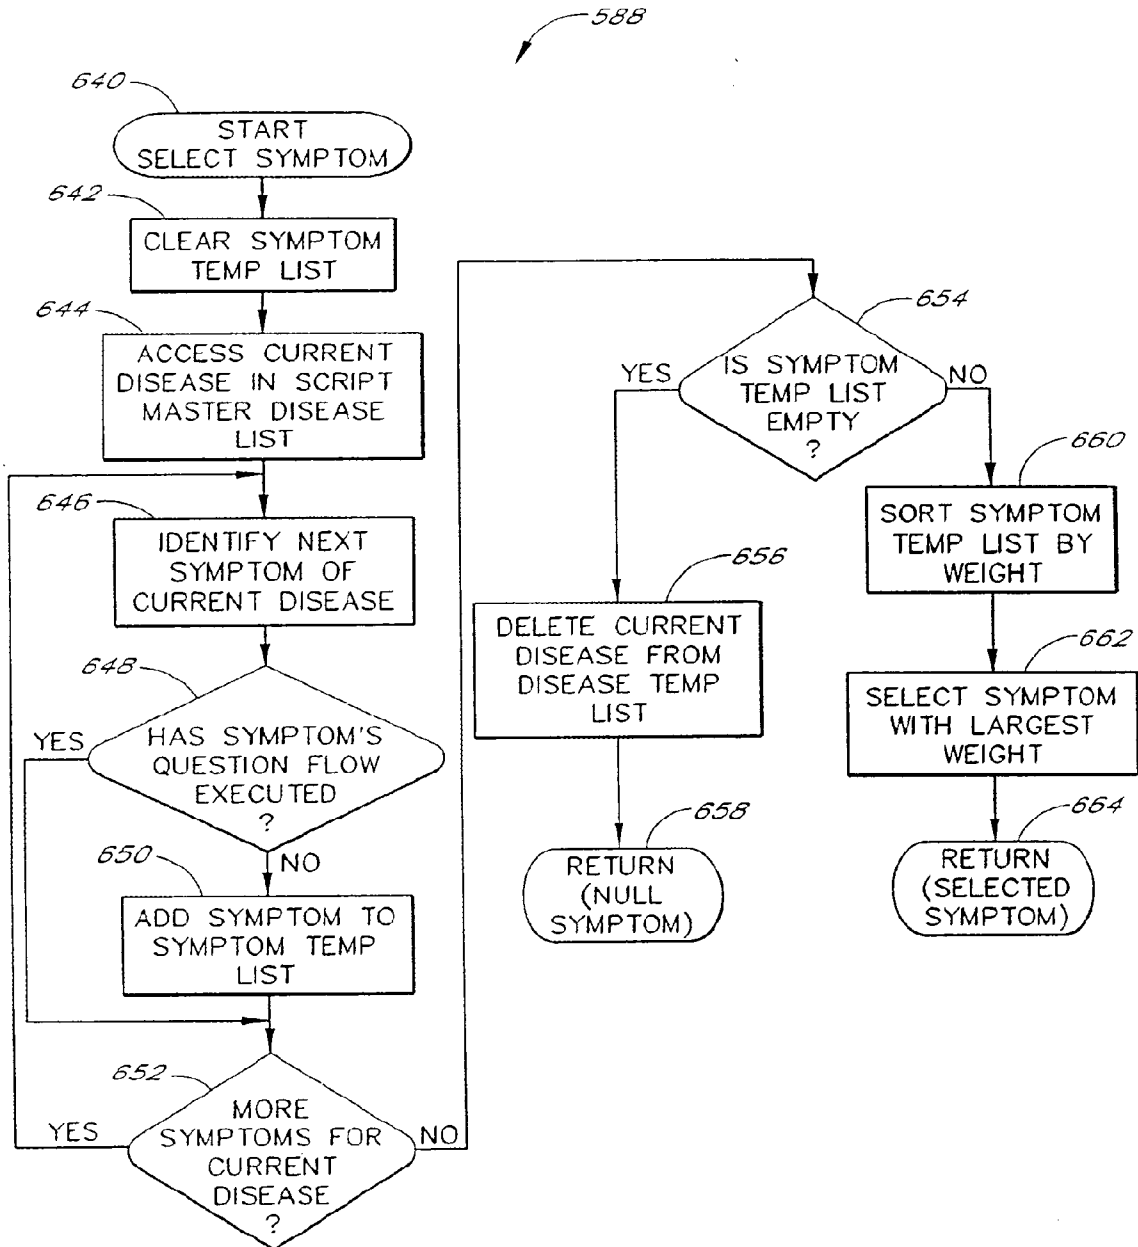 588
640
START
SELECT SYMPTOM
642
CLEAR SYMPTOM
TEMP LIST
644
ACCESS CURRENT
DISEASE IN SCRIPT
MASTER DISEASE
LIST
646
IDENTIFY NEXT
SYMPTOM OF
CURRENT DISEASE
648
YES
HAS SYMPTOM'S
QUESTION FLOW
EXECUTED
?
NO
650
ADD SYMPTOM TO
SYMPTOM TEMP
LIST
652
YES
MORE
SYMPTOMS FOR
CURRENT
DISEASE
?
NO
654
YES
IS SYMPTOM
TEMP LIST
EMPTY
?
NO
656
DELETE CURRENT
DISEASE FROM
DISEASE TEMP
LIST
658
RETURN
(NULL
SYMPTOM)
660
SORT SYMPTOM
TEMP LIST BY
WEIGHT
662
SELECT SYMPTOM
WITH LARGEST
WEIGHT
664
RETURN
(SELECTED
SYMPTOM)